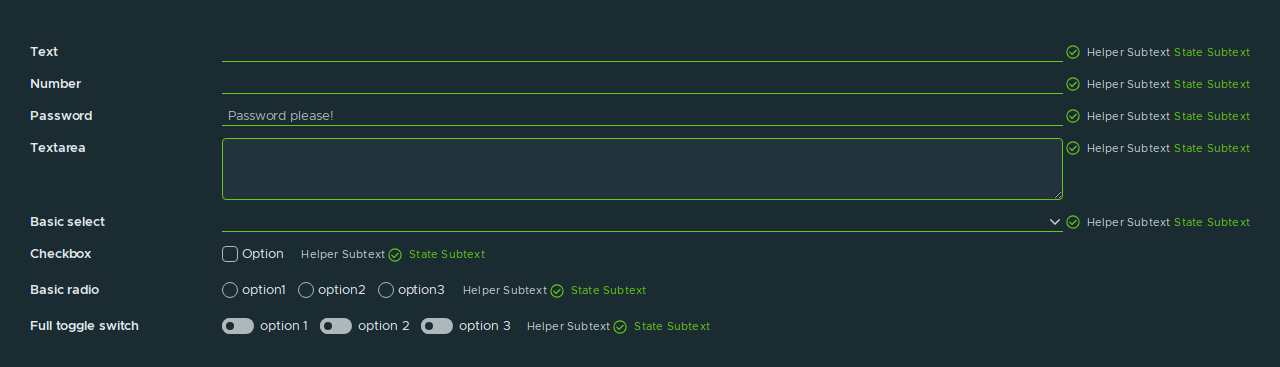 Text Helper Subtext State Subtext
Number Helper Subtext State Subtext
Password Password please! Helper Subtext State Subtext
Textarea Helper Subtext State Subtext
Basic select Helper Subtext State Subtext
Checkbox Option Helper Subtext State Subtext
Basic radio option1 option2 option3 Helper Subtext State Subtext
Full toggle switch option 1 option 2 option 3 Helper Subtext State Subtext